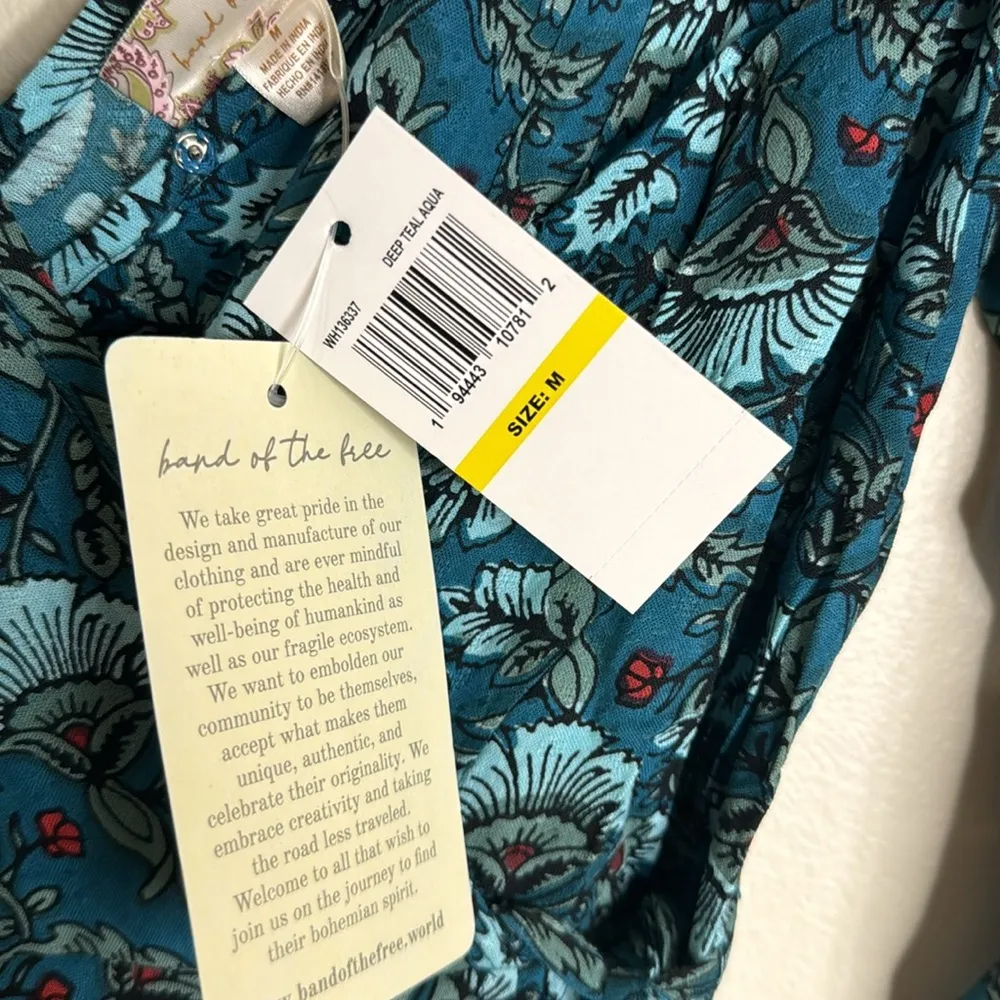 band of
M
MADE IN INDIA
FABRIQUE EN INDE
HECHO EN
RN#14
DEEP TEAL AQUA
WH136337
1 94443 10781 2
SIZE: M
band of the free
We take great pride in the
design and manufacture of our
clothing and are ever mindful
of protecting the health and
well-being of humankind as
well as our fragile ecosystem.
We want to embolden our
community to be themselves,
accept what makes them
unique, authentic, and
celebrate their originality. We
embrace creativity and taking
the road less traveled.
Welcome to all that wish to
join us on the journey to find
their bohemian spirit.
bandofthefree.world